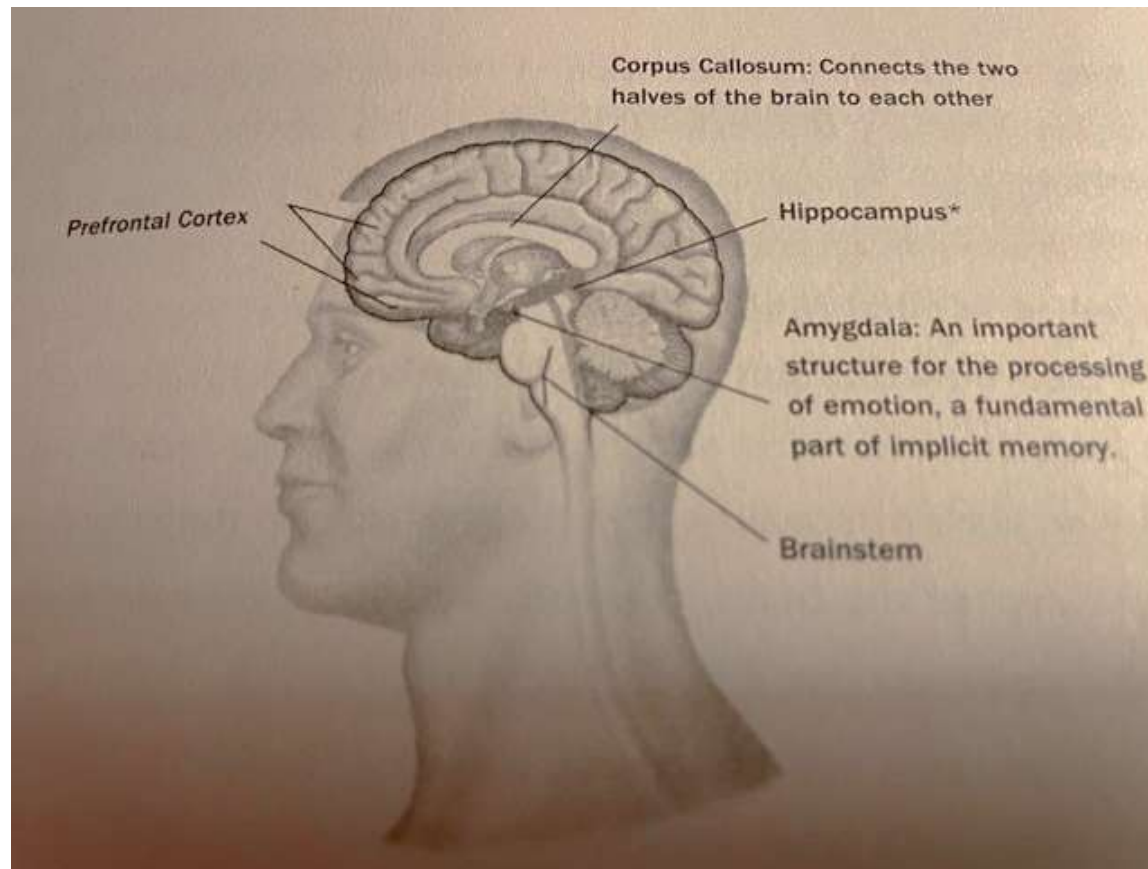 Corpus Callosum: Connects the two
halves of the brain to each other
Prefrontal Cortex
Hippocampus*
Amygdala: An important
structure for the processing
of emotion, a fundamental
part of implicit memory.
Brainstem